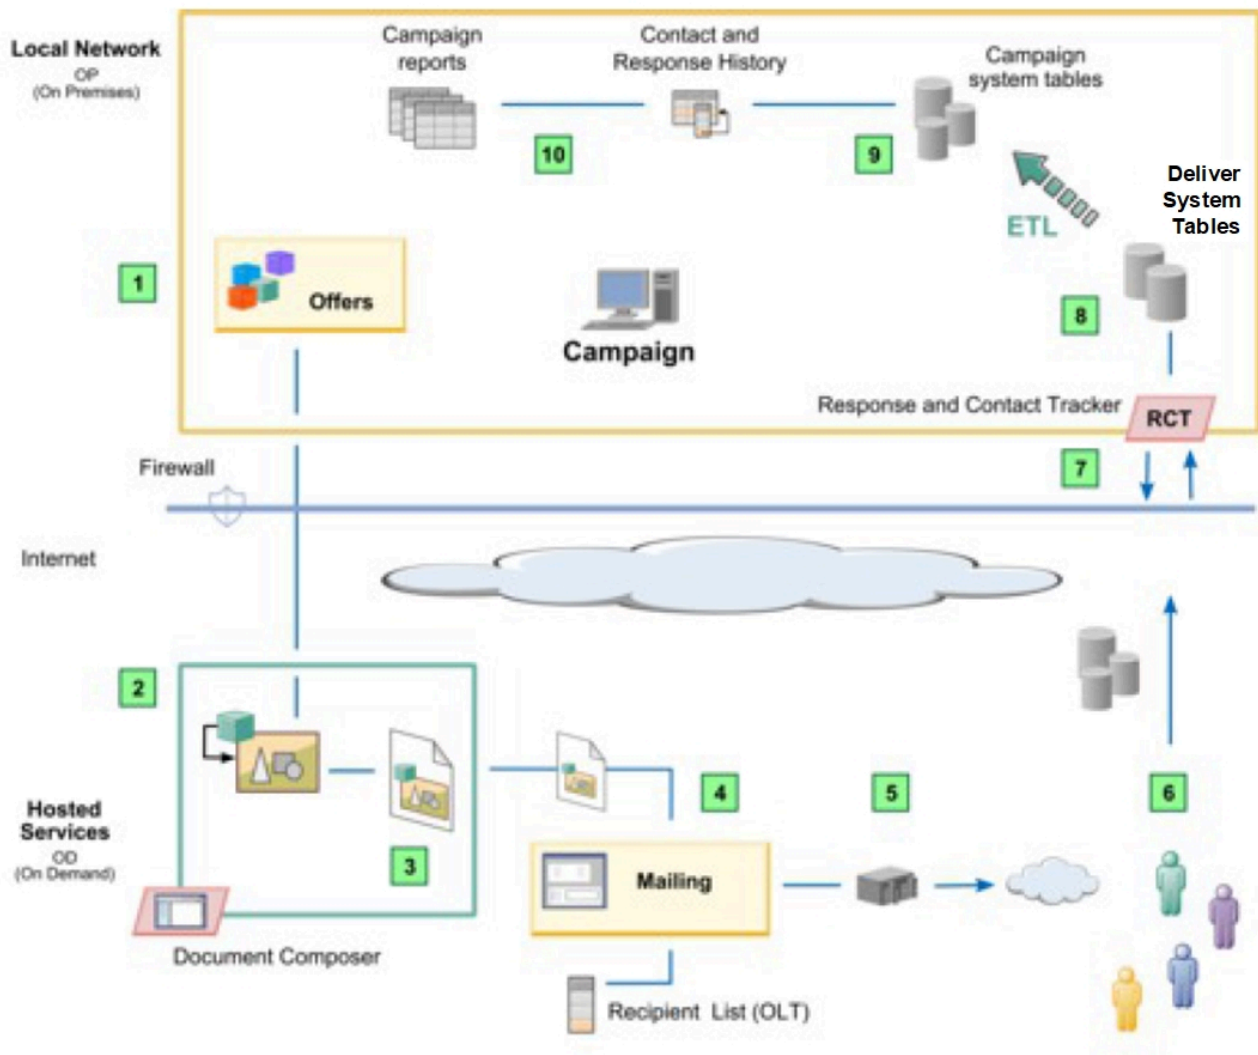 Local Network
OP
(On Premises)
Campaign
reports
Contact and
Response History
Campaign
system tables
10
9
Deliver
System
Tables
ETL
1
Offers
Campaign
8
Response and Contact Tracker
RCT
7
Firewall
Internet
2
Hosted
Services
OD
(On Demand)
3
4
5
6
Mailing
Document Composer
Recipient List (OLT)